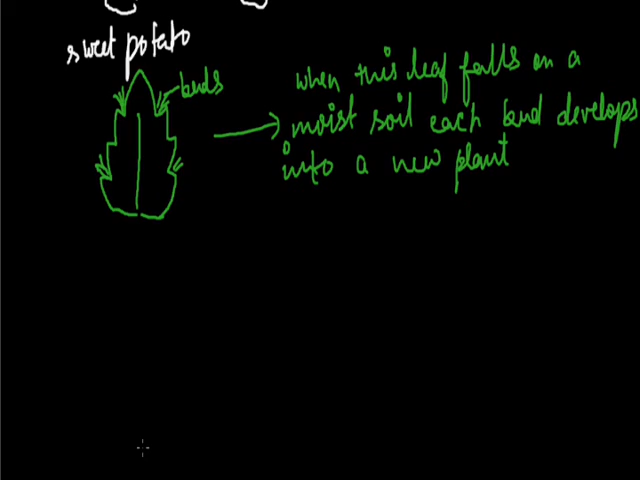 sweet potato
buds
when this leaf falls on a
moist soil each bud develops
into a new plant